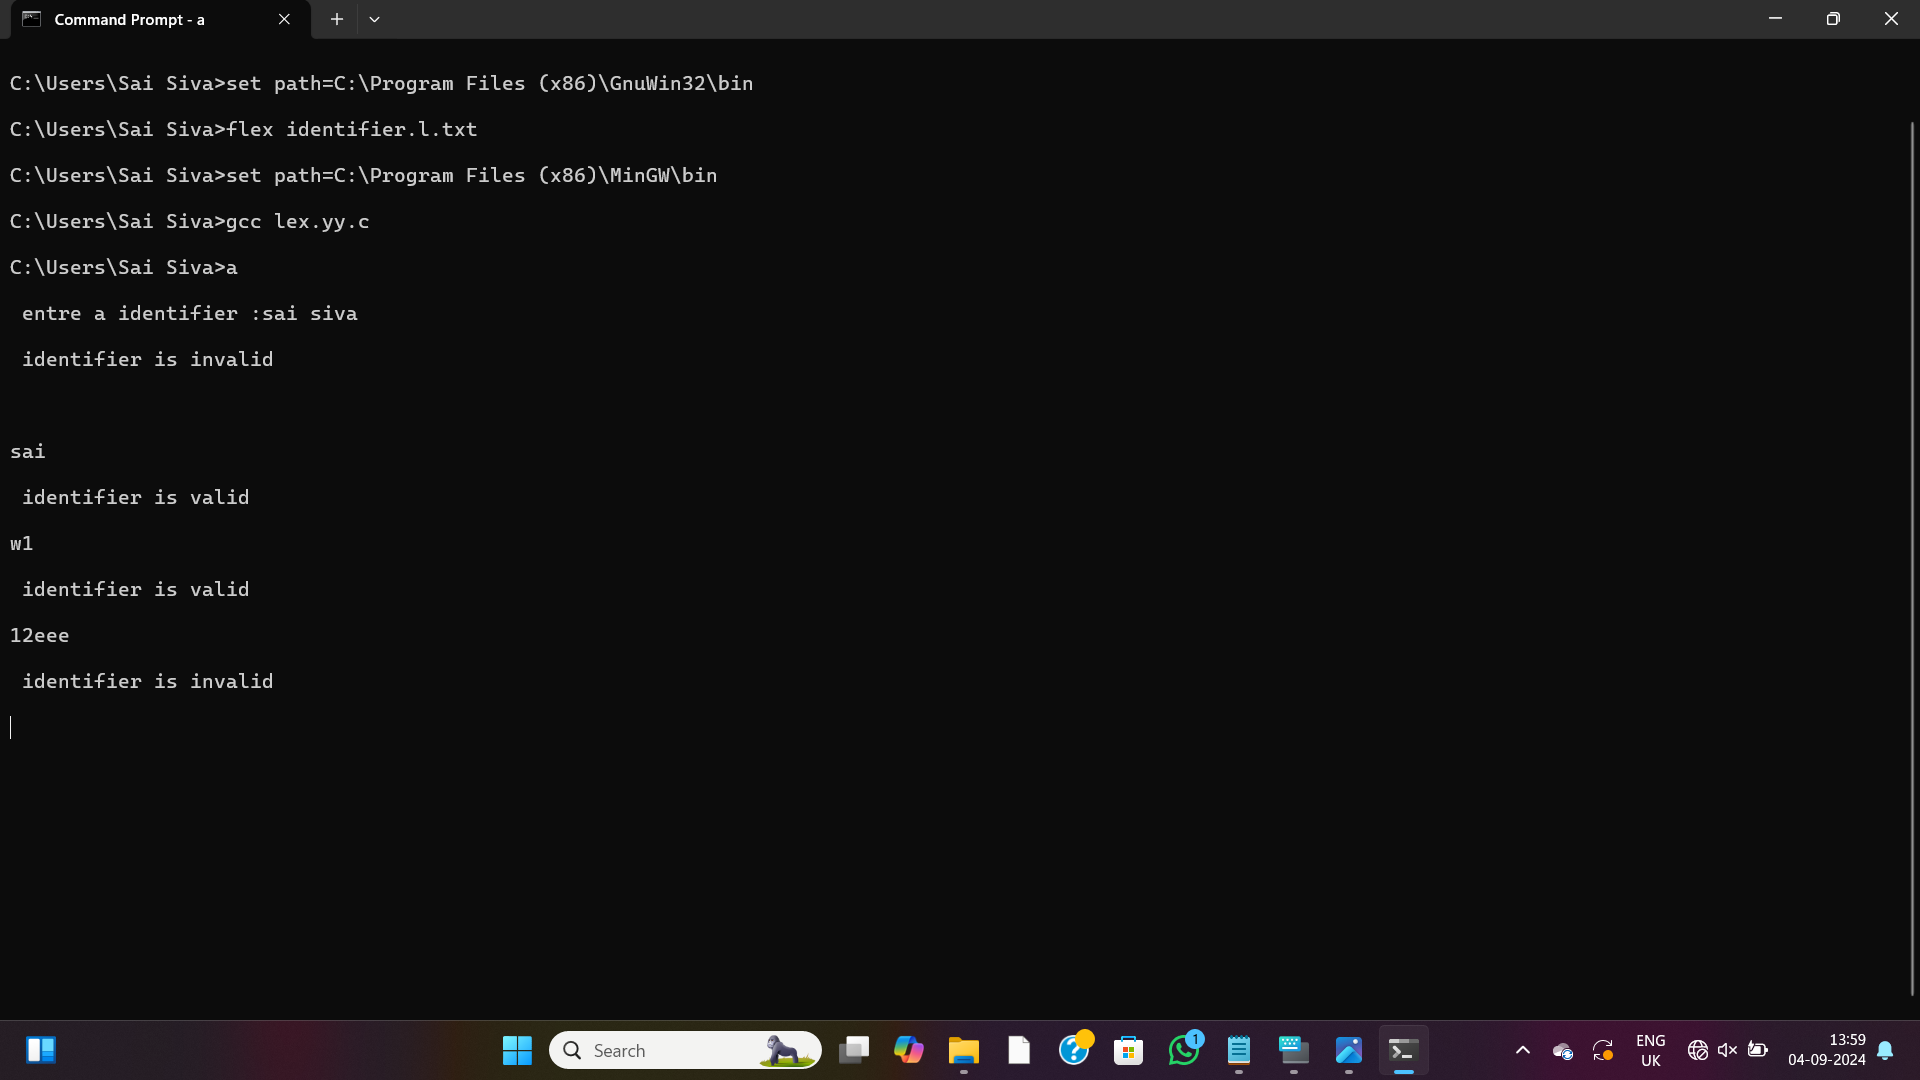 Command Prompt - a
C:\Users\Sai Siva>set path=C:\Program Files (x86)\GnuWin32\bin
C:\Users\Sai Siva>flex identifier.l.txt
C:\Users\Sai Siva>set path=C:\Program Files (x86)\MinGW\bin
C:\Users\Sai Siva>gcc lex.yy.c
C:\Users\Sai Siva>a
entre a identifier :sai siva
identifier is invalid
sai
identifier is valid
w1
identifier is valid
12eee
identifier is invalid
Search
1
ENG
UK
13:59
04-09-2024